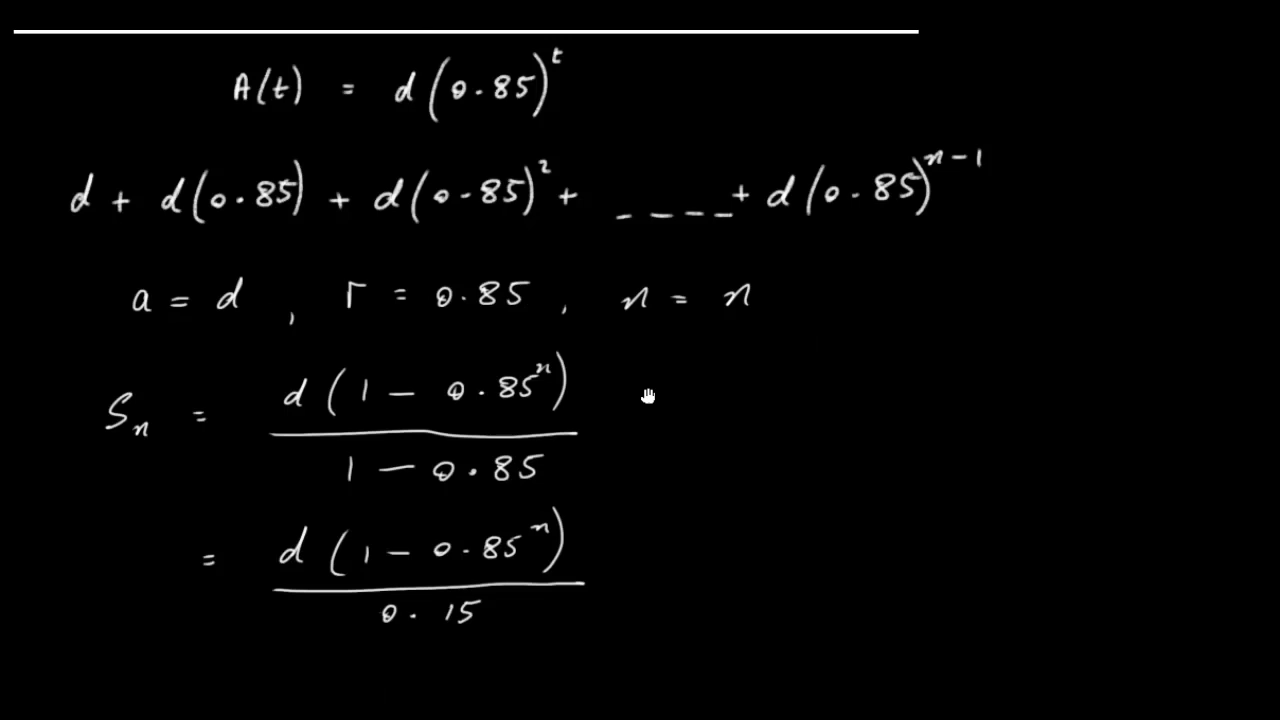 A(t) = d(0.85)^t
d + d(0.85) + d(0.85)^2 + ---- + d(0.85)^{n-1}
a = d , r = 0.85 , n = n
S_n = d(1 - 0.85^n) / 1 - 0.85
= d(1 - 0.85^n) / 0.15